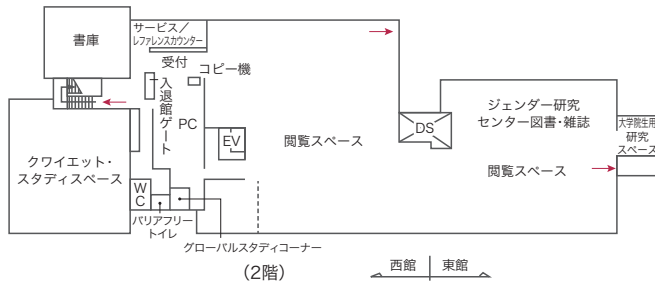 書庫
サービス／
レファレンスカウンター
受付
コピー機
入退館ゲート
PC
EV
閲覧スペース
DS
ジェンダー研究
センター図書・雑誌
閲覧スペース
大学院生用
研究
スペース
クワイエット・
スタディスペース
WC
バリアフリー
トイレ
グローバルスタディコーナー
（2階）
西館
東館